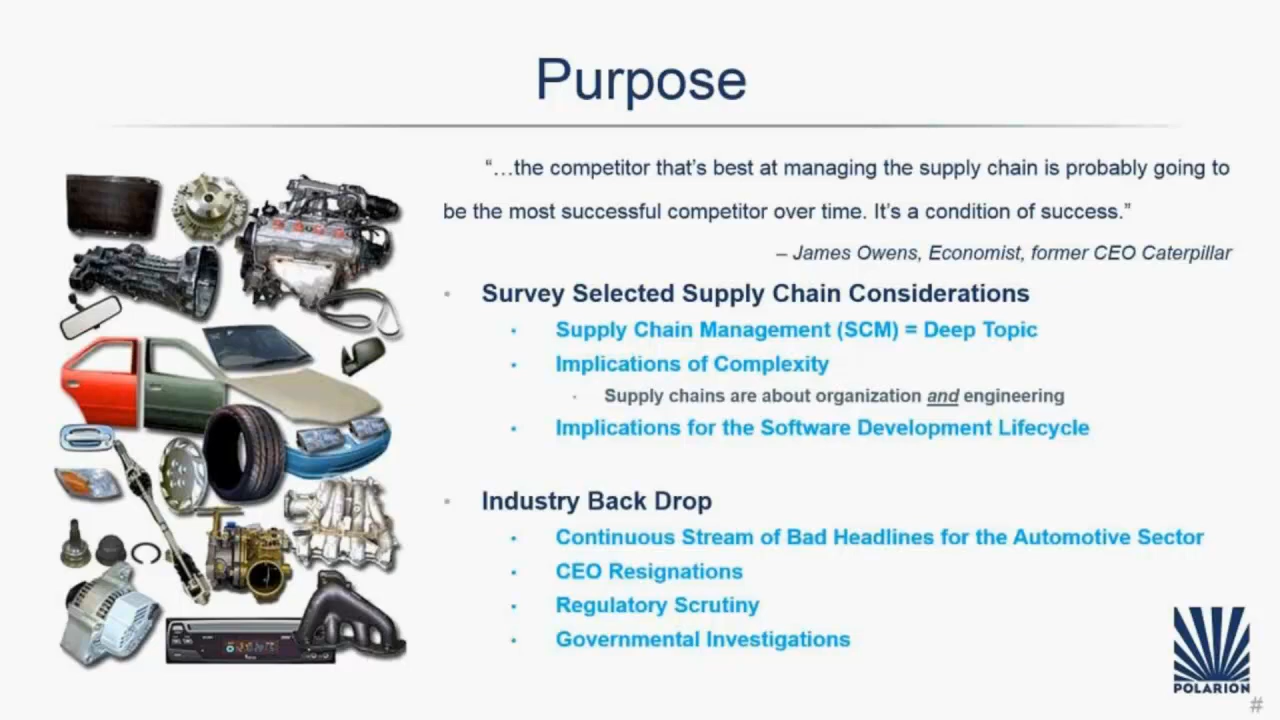 Purpose
“…the competitor that’s best at managing the supply chain is probably going to
be the most successful competitor over time. It’s a condition of success.”
– James Owens, Economist, former CEO Caterpillar
Survey Selected Supply Chain Considerations
Supply Chain Management (SCM) = Deep Topic
Implications of Complexity
Supply chains are about organization and engineering
Implications for the Software Development Lifecycle
Industry Back Drop
Continuous Stream of Bad Headlines for the Automotive Sector
CEO Resignations
Regulatory Scrutiny
Governmental Investigations
POLARION
#